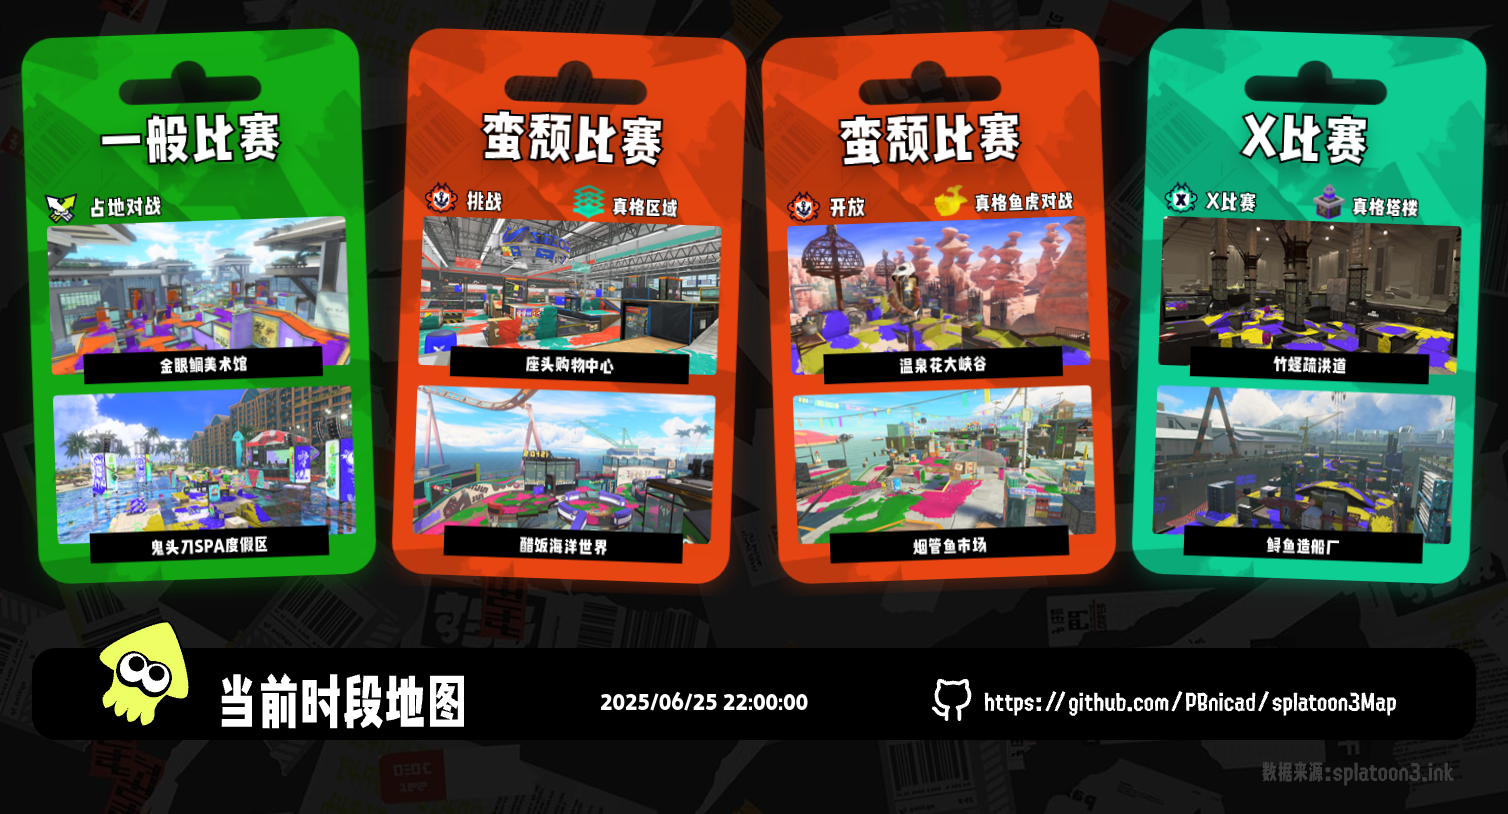 一般比赛
占地对战
金眼鲷美术馆
鬼头刀SPA度假区
蛮颓比赛
挑战
真格区域
座头购物中心
醋饭海洋世界
蛮颓比赛
开放
真格鱼虎对战
温泉花大峡谷
烟管鱼市场
X比赛
X比赛
真格塔楼
竹蛏疏洪道
鲟鱼造船厂
当前时段地图
2025/06/25 22:00:00
https://github.com/PBnicad/splatoon3Map
数据来源:splatoon3.ink